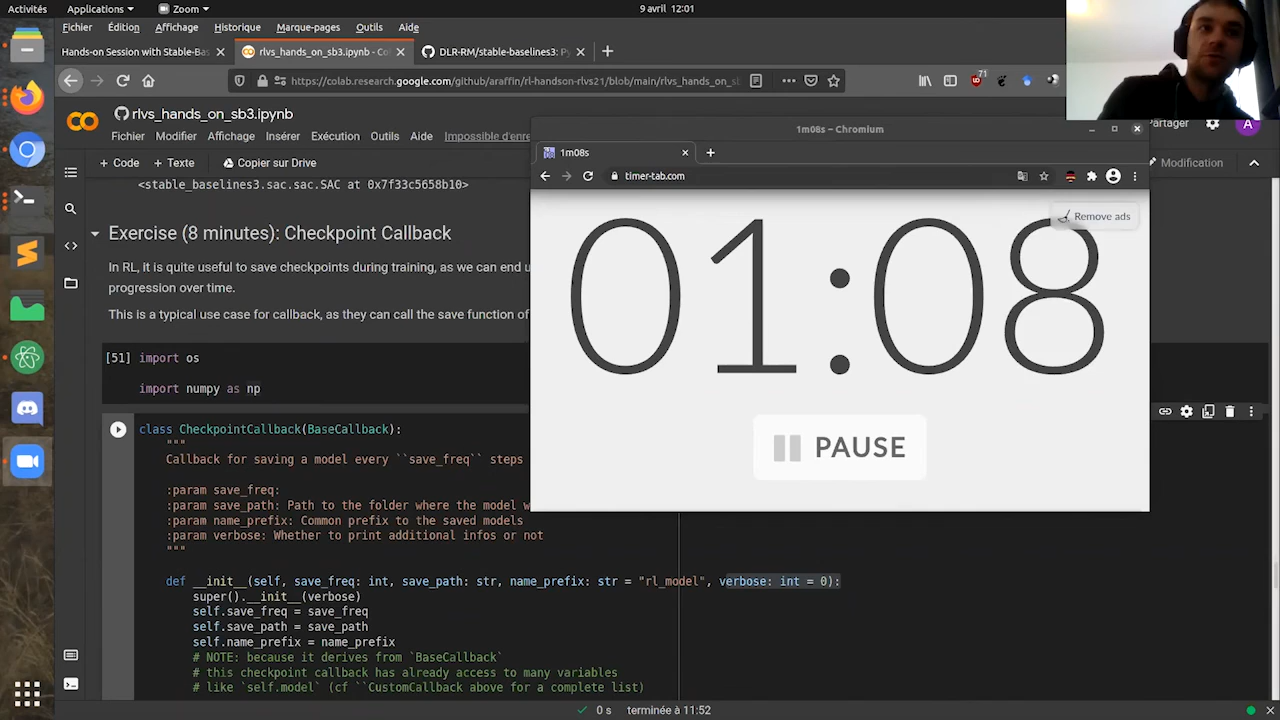 Activités
Applications
Zoom
9 avril 12:01
Fichier Édition Affichage Historique Marque-pages Outils Aide
Hands-on Session with Stable-Bas
rlvs_hands_on_sb3.ipynb - Co
DLR-RM/stable-baselines3: Py
https://colab.research.google.com/github/araffin/rl-handson-rlvs21/blob/main/rlvs_hands_on_sb
71
rlvs_hands_on_sb3.ipynb
Partager
A
Fichier Modifier Affichage Insérer Exécution Outils Aide Impossible d'enre
+ Code + Texte Copier sur Drive
Modification
1m08s – Chromium
1m08s
timer-tab.com
Remove ads
01:08
PAUSE
<stable_baselines3.sac.sac.SAC at 0x7f33c5658b10>
Exercise (8 minutes): Checkpoint Callback
In RL, it is quite useful to save checkpoints during training, as we can end u
progression over time.
This is a typical use case for callback, as they can call the save function of
[51] import os
import numpy as np
class CheckpointCallback(BaseCallback):
"""
Callback for saving a model every ``save_freq`` steps
:param save_freq:
:param save_path: Path to the folder where the model w
:param name_prefix: Common prefix to the saved models
:param verbose: Whether to print additional infos or not
"""
def __init__(self, save_freq: int, save_path: str, name_prefix: str = "rl_model", verbose: int = 0):
super().__init__(verbose)
self.save_freq = save_freq
self.save_path = save_path
self.name_prefix = name_prefix
# NOTE: because it derives from `BaseCallback`
# this checkpoint callback has already access to many variables
# like `self.model` (cf ``CustomCallback above for a complete list)
0 s terminée à 11:52